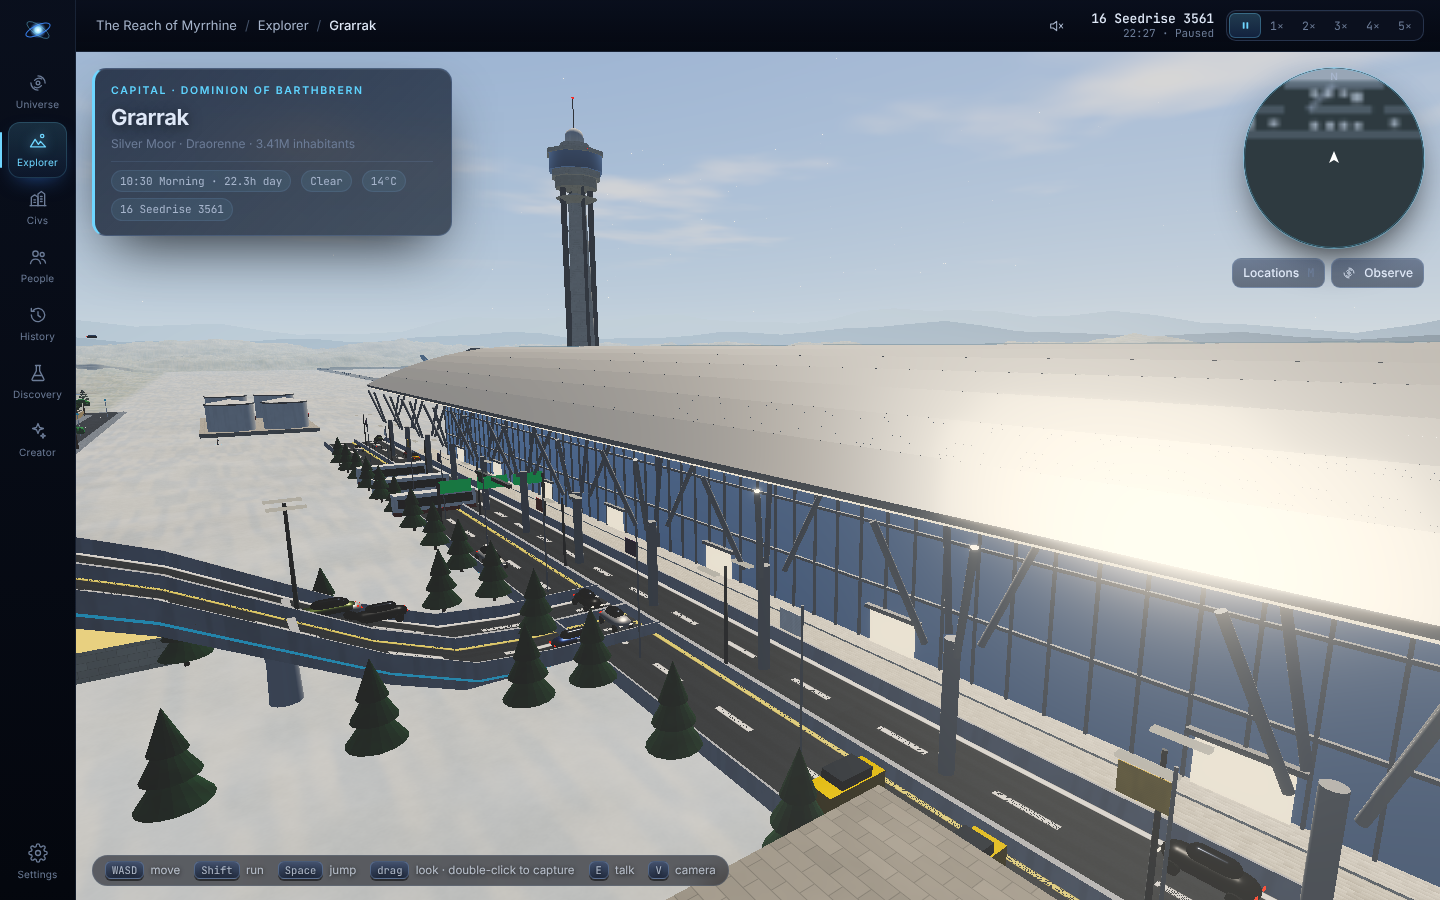 The Reach of Myrrhine / Explorer / Grarrak
16 Seedrise 3561
22:27 · Paused
1×
2×
3×
4×
5×
Universe
Explorer
Civs
People
History
Discovery
Creator
Settings
CAPITAL · DOMINION OF BARTHBRERN
Grarrak
Silver Moor · Draorenne · 3.41M inhabitants
10:30 Morning · 22.3h day
Clear
14°C
16 Seedrise 3561
N
Locations M
Observe
WASD move
Shift run
Space jump
drag look · double-click to capture
E talk
V camera